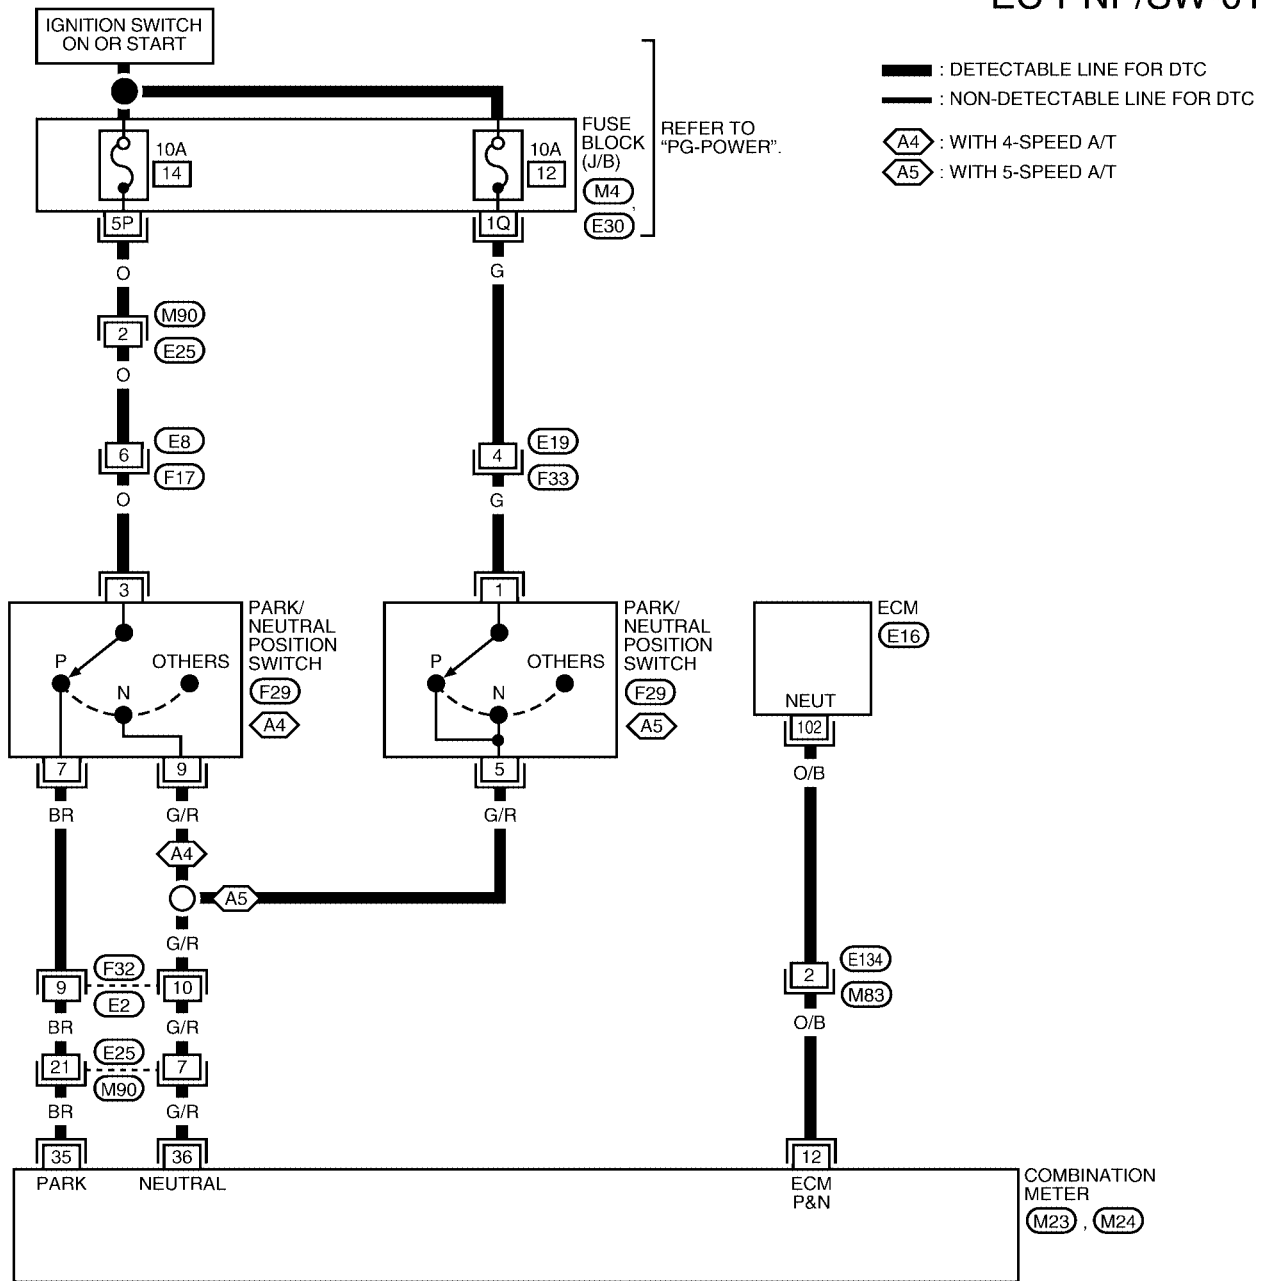 EC-PNP/SW-01
IGNITION SWITCH
ON OR START
: DETECTABLE LINE FOR DTC
: NON-DETECTABLE LINE FOR DTC
A4 : WITH 4-SPEED A/T
A5 : WITH 5-SPEED A/T
10A
14
10A
12
FUSE
BLOCK
(J/B)
M4 ,
E30
REFER TO
“PG-POWER”.
5P
1Q
O
G
2
M90
E25
O
6
E8
F17
4
E19
F33
O
G
3
1
PARK/
NEUTRAL
POSITION
SWITCH
F29
A4
P
OTHERS
N
PARK/
NEUTRAL
POSITION
SWITCH
F29
A5
P
OTHERS
N
ECM
E16
NEUT
102
7
9
5
BR
G/R
G/R
O/B
A4
A5
G/R
9
F32
E2
10
2
E134
M83
BR
G/R
O/B
21
E25
M90
7
BR
G/R
35
36
12
PARK
NEUTRAL
ECM
P&N
COMBINATION
METER
M23 , M24